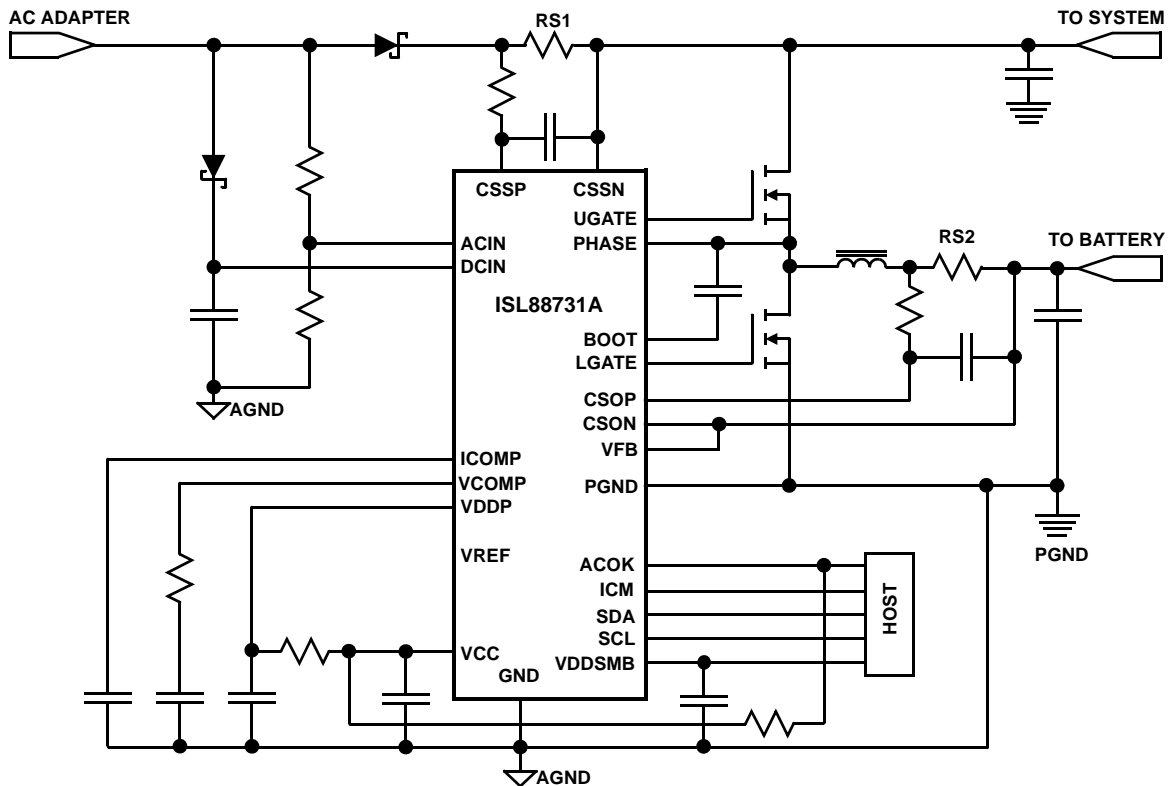 AC ADAPTER
RS1
TO SYSTEM
CSSP
CSSN
UGATE
PHASE
ACIN
DCIN
RS2
TO BATTERY
ISL88731A
BOOT
LGATE
CSOP
CSON
VFB
AGND
ICOMP
VCOMP
VDDP
PGND
VREF
PGND
ACOK
ICM
SDA
SCL
VDDSMB
HOST
VCC
GND
AGND